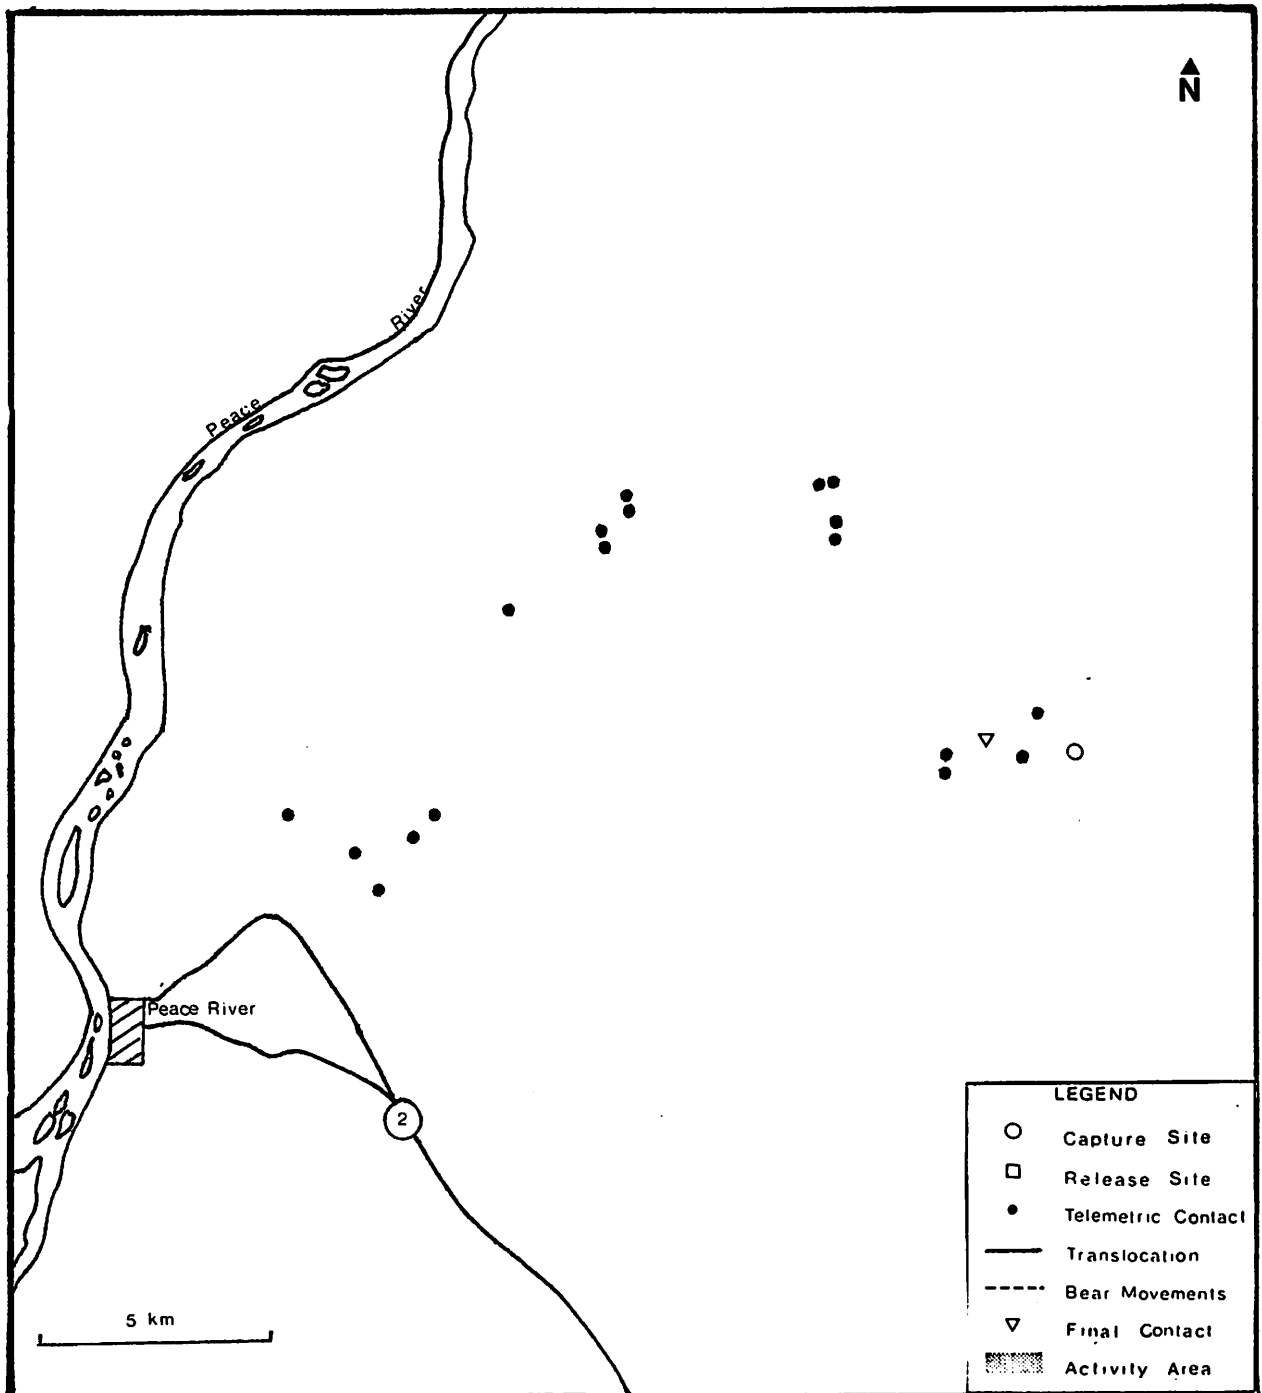 N
River
Peace
Peace River
2
5 km
LEGEND
Capture Site
Release Site
Telemetric Contact
Translocation
Bear Movements
Final Contact
Activity Area